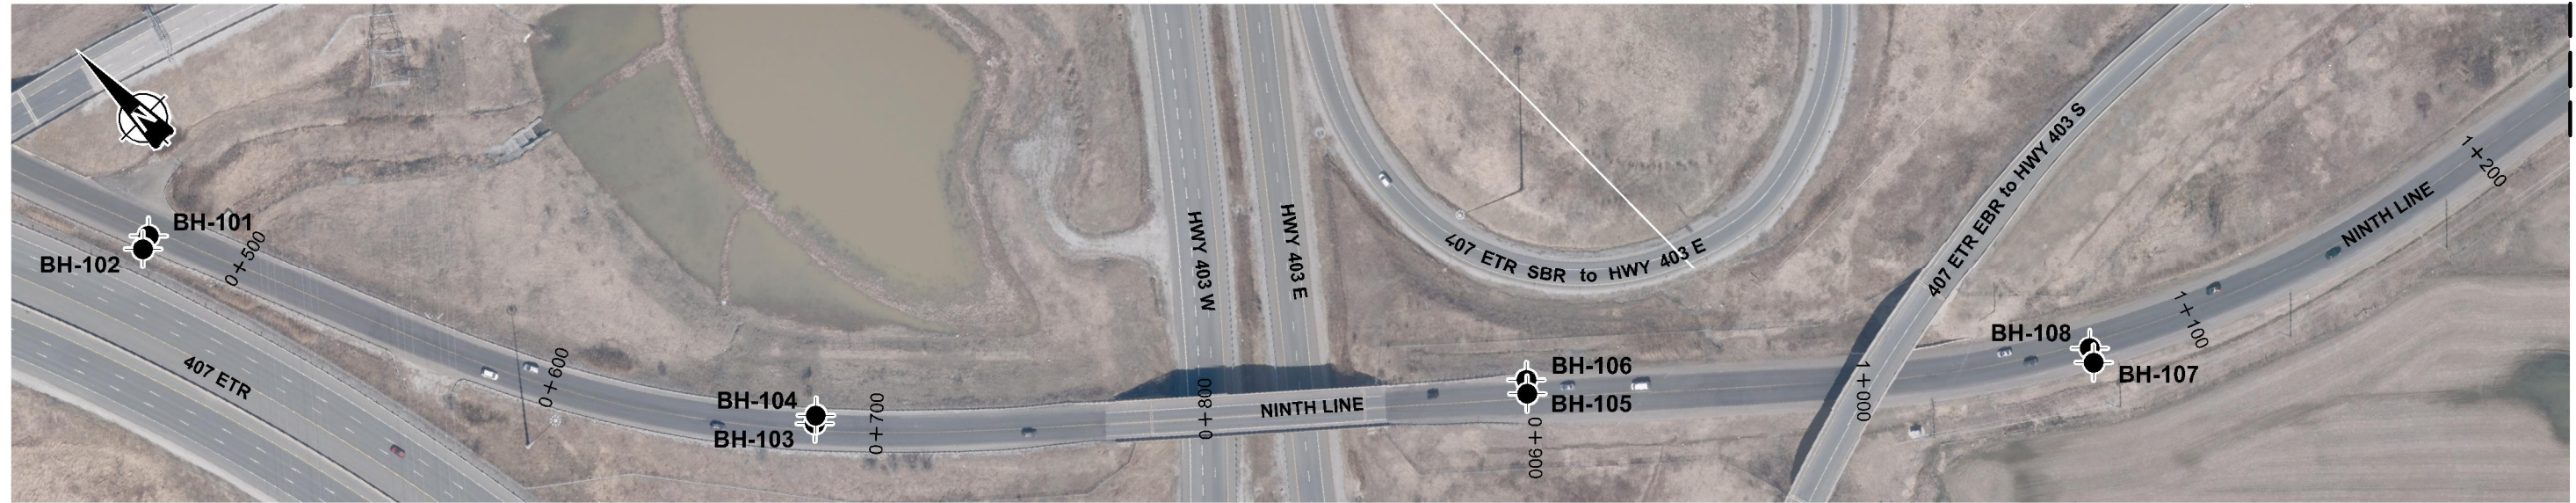 N
BH-101
BH-102
0+500
407 ETR
0+600
BH-104
BH-103
0+700
HWY 403 W
HWY 403 E
0+800
NINTH LINE
407 ETR SBR to HWY 403 E
BH-106
BH-105
0+900
1+000
407 ETR EBR to HWY 403 S
BH-108
BH-107
1+100
NINTH LINE
1+200